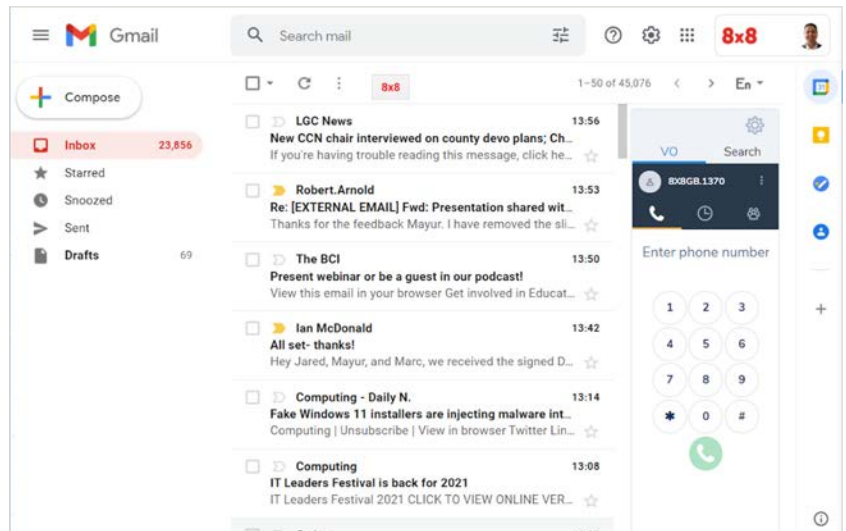 Gmail
Search mail
8x8
Compose
8x8
1–50 of 45,076
En
Inbox 23,856
Starred
Snoozed
Sent
Drafts 69
LGC News 13:56
New CCN chair interviewed on county devo plans; Ch...
If you're having trouble reading this message, click he...
Robert.Arnold 13:53
Re: [EXTERNAL EMAIL] Fwd: Presentation shared wit...
Thanks for the feedback Mayur. I have removed the sli...
The BCI 13:50
Present webinar or be a guest in our podcast!
View this email in your browser Get involved in Educat...
Ian McDonald 13:42
All set- thanks!
Hey Jared, Mayur, and Marc, we received the signed D...
Computing - Daily N. 13:14
Fake Windows 11 installers are injecting malware int...
Computing | Unsubscribe | View in browser Twitter Lin...
Computing 13:08
IT Leaders Festival is back for 2021
IT Leaders Festival 2021 CLICK TO VIEW ONLINE VER...
VO Search
8X8GB.1370
Enter phone number
1 2 3
4 5 6
7 8 9
* 0 #